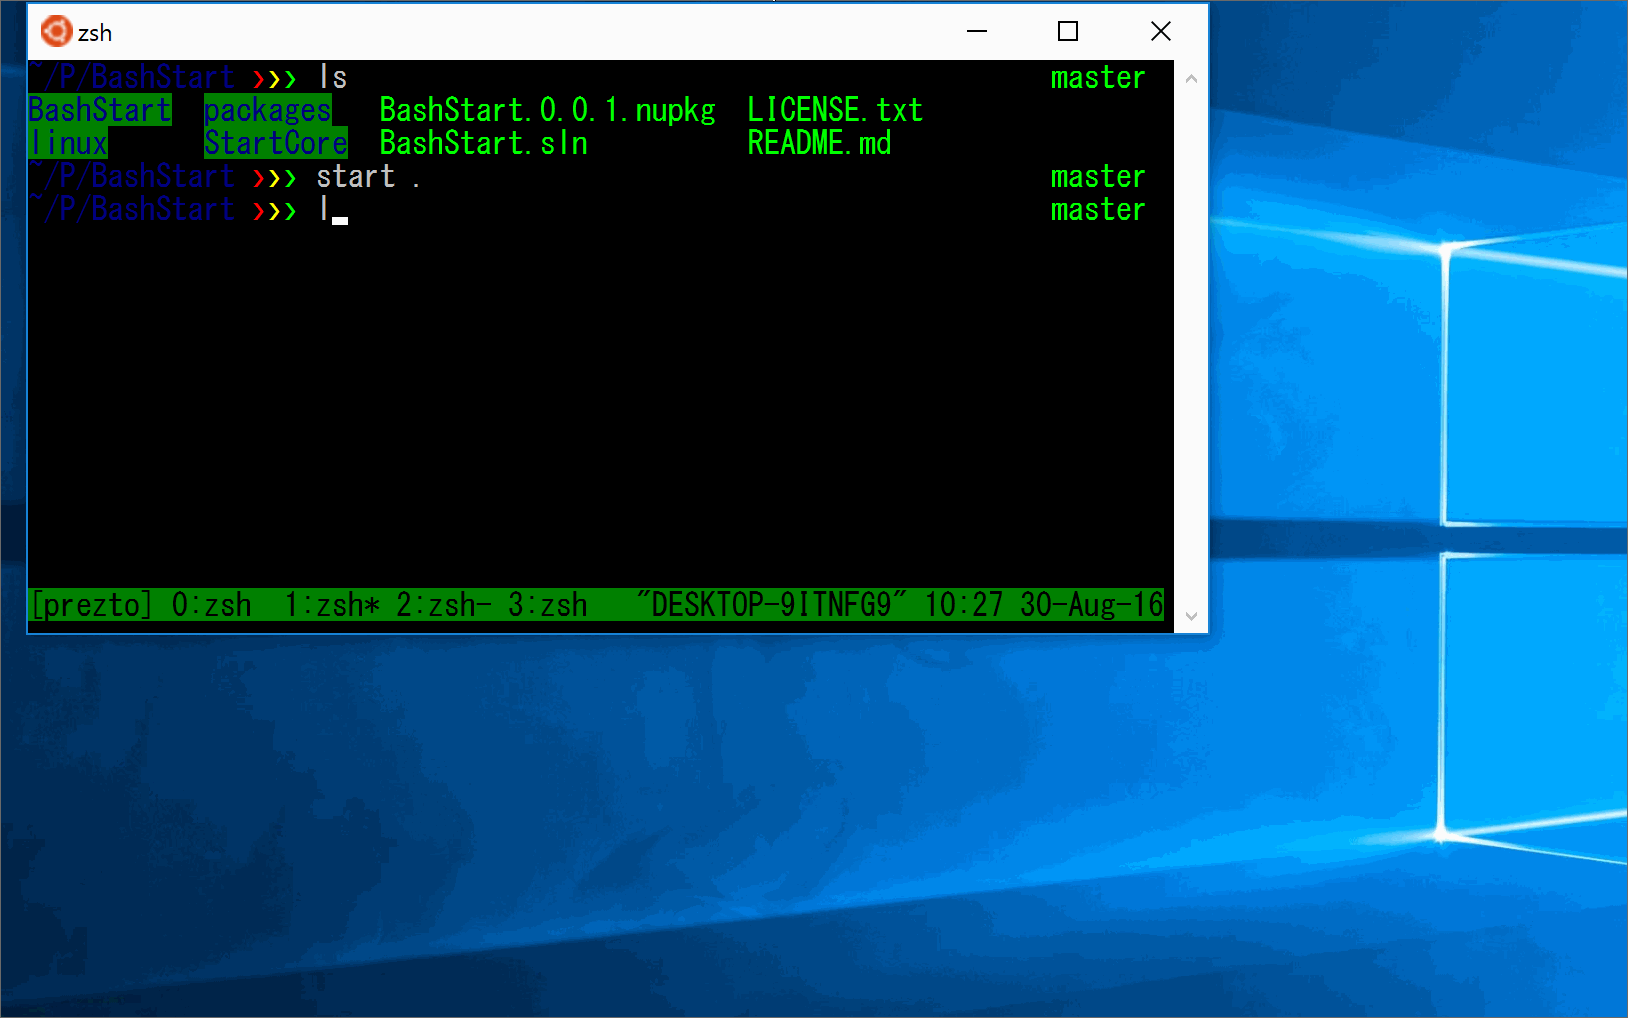 zsh
~/P/BashStart ❯❯❯ ls master
BashStart packages BashStart.0.0.1.nupkg LICENSE.txt
linux StartCore BashStart.sln README.md
~/P/BashStart ❯❯❯ start . master
~/P/BashStart ❯❯❯ l_ master
[prezto] 0:zsh 1:zsh* 2:zsh- 3:zsh "DESKTOP-9ITNFG9" 10:27 30-Aug-16